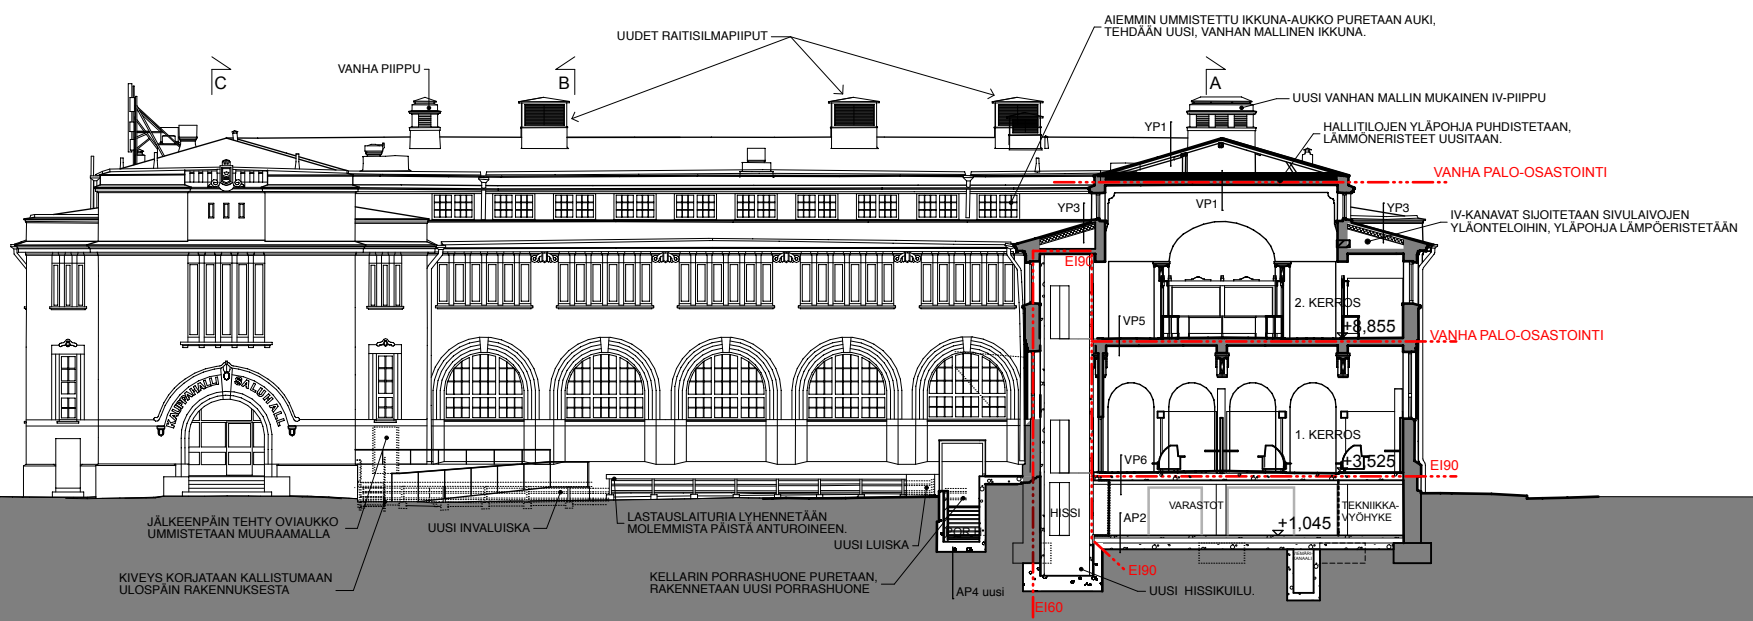 AIEMMIN UMMISTETTU IKKUNA-AUKKO PURETAAN AUKI,
TEHDÄÄN UUSI, VANHAN MALLINEN IKKUNA.
UUDET RAITISILMAPIIPUT
VANHA PIIPPU
C
B
A
UUSI VANHAN MALLIN MUKAINEN IV-PIIPPU
YP1
HALLITILOJEN YLÄPOHJA PUHDISTETAAN,
LÄMMÖNERISTEET UUSITAAN.
VANHA PALO-OSASTOINTI
YP3
VP1
YP3
IV-KANAVAT SIJOITETAAN SIVULAIVOJEN
YLÄONTELOIHIN, YLÄPOHJA LÄMPÖERISTETÄÄN
EI90
2. KERROS
+8,855
VP5
VANHA PALO-OSASTOINTI
KAUPPAHALLI SALUHALL
1. KERROS
+3,525
VP6
EI90
HISSI
VARASTOT
TEKNIIKKA-
VYÖHYKE
AP2
+1,045
JÄLKEENPÄIN TEHTY OVIAUKKO
UMMISTETAAN MUURAAMALLA
UUSI INVALUISKA
LASTAUSLAITURIA LYHENNETÄÄN
MOLEMMISTA PÄISTÄ ANTUROINEEN.
UUSI LUISKA
KIVEYS KORJATAAN KALLISTUMAAN
ULOSPÄIN RAKENNUKSESTA
KELLARIN PORRASHUONE PURETAAN,
RAKENNETAAN UUSI PORRASHUONE
AP4 uusi
EI90
UUSI HISSIKUILU.
EI60